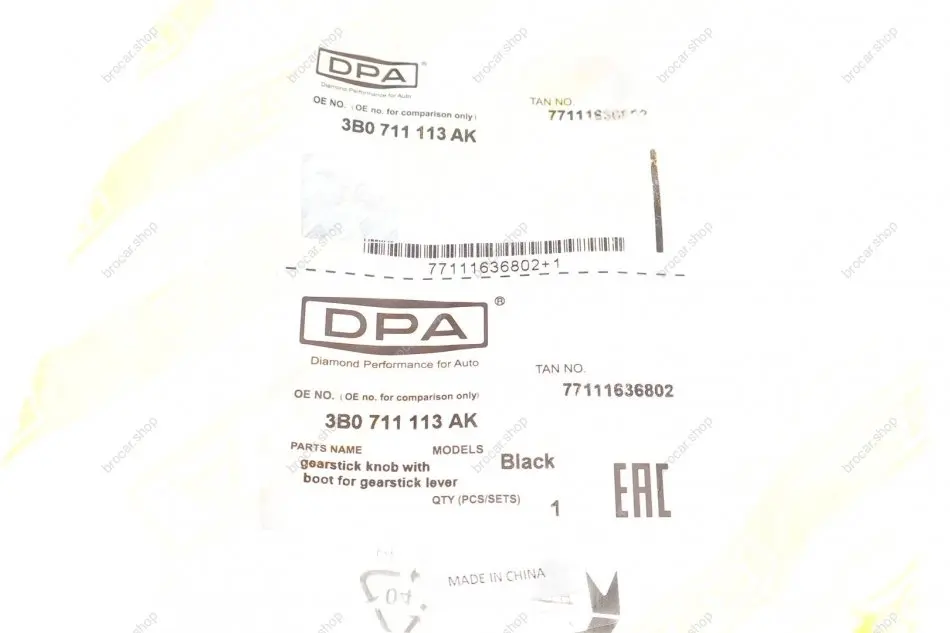 DPA®
Diamond Performance for Auto
OE NO. (OE no. for comparison only)
3B0 711 113 AK
TAN NO.
77111636802
77111636802+1
DPA®
Diamond Performance for Auto
TAN NO.
77111636802
OE NO. (OE no. for comparison only)
3B0 711 113 AK
PARTS NAME
gearstick knob with
boot for gearstick lever
MODELS
Black
QTY (PCS/SETS)
1
EAC
MADE IN CHINA
04
brocar.shop